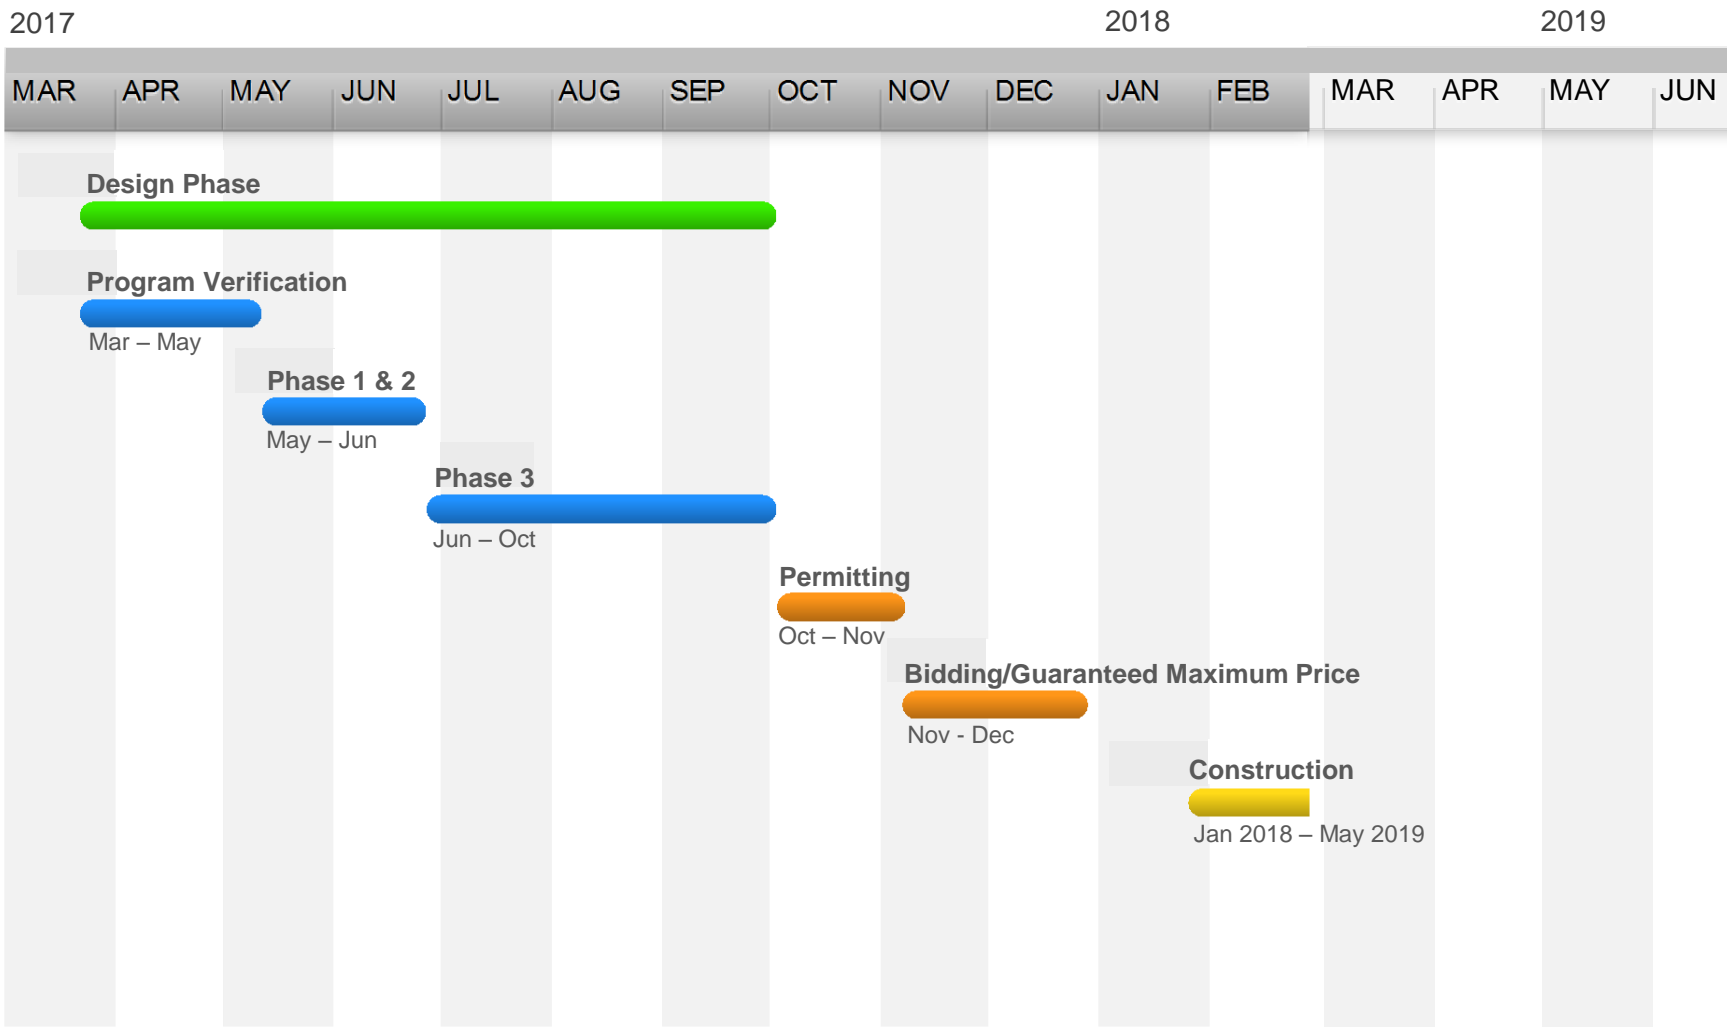 2017 2018 2019
MAR APR MAY JUN JUL AUG SEP OCT NOV DEC JAN FEB MAR APR MAY JUN
Design Phase
Program Verification
Mar – May
Phase 1 & 2
May – Jun
Phase 3
Jun – Oct
Permitting
Oct – Nov
Bidding/Guaranteed Maximum Price
Nov - Dec
Construction
Jan 2018 – May 2019